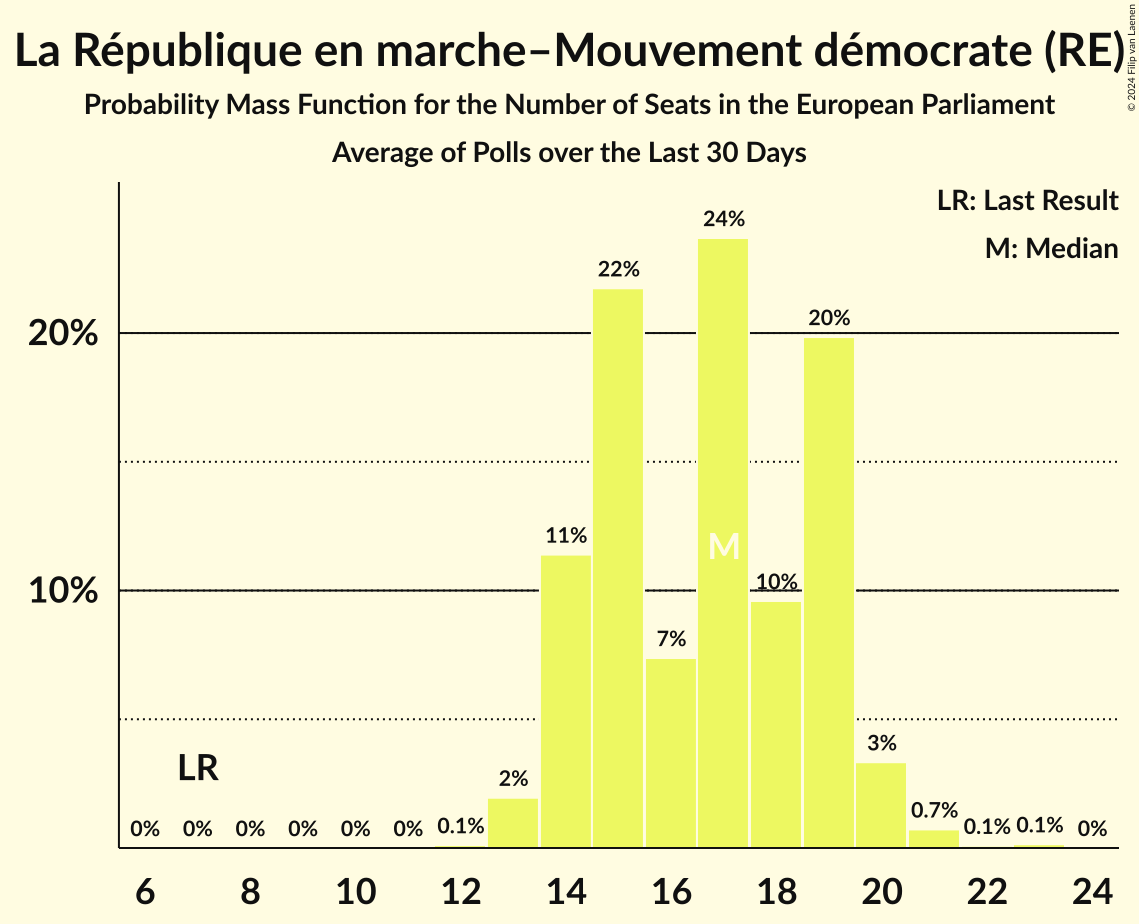 La République en marche–Mouvement démocrate (RE)
© 2024 Filip van Laenen
Probability Mass Function for the Number of Seats in the European Parliament
Average of Polls over the Last 30 Days
LR: Last Result
M: Median
24%
22%
20%
20%
11%
M
10%
10%
7%
3%
LR
2%
0.7%
0% 0% 0% 0% 0% 0% 0.1% 0.1% 0.1% 0%
6 8 10 12 14 16 18 20 22 24